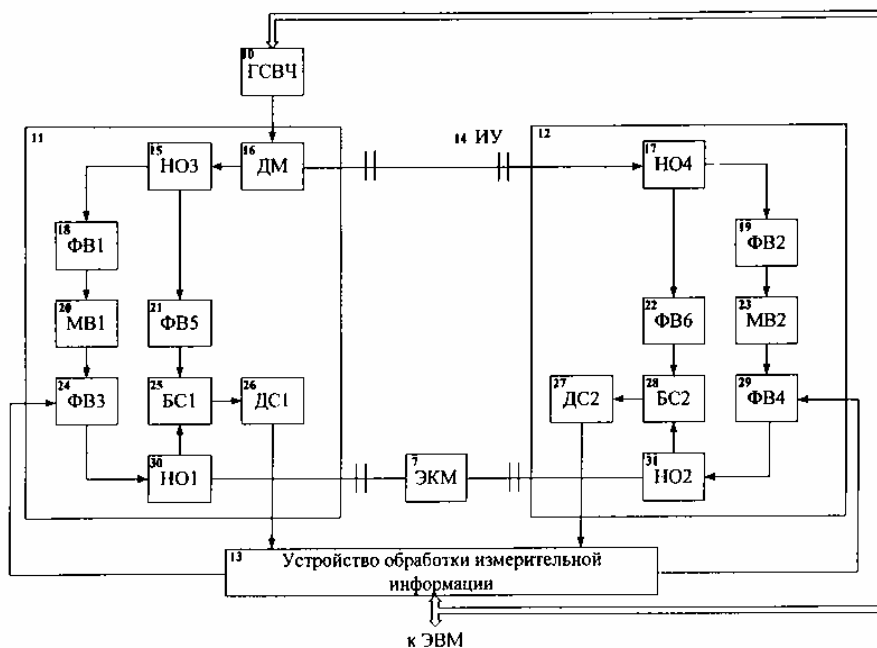 10
ГСВЧ
11
15
НО3
16
ДМ
14 ИУ
12
17
НО4
18
ФВ1
19
ФВ2
20
МВ1
21
ФВ5
22
ФВ6
23
МВ2
24
ФВ3
25
БС1
26
ДС1
27
ДС2
28
БС2
29
ФВ4
30
НО1
7
ЭКМ
31
НО2
13
Устройство обработки измерительной
информации
к ЭВМ